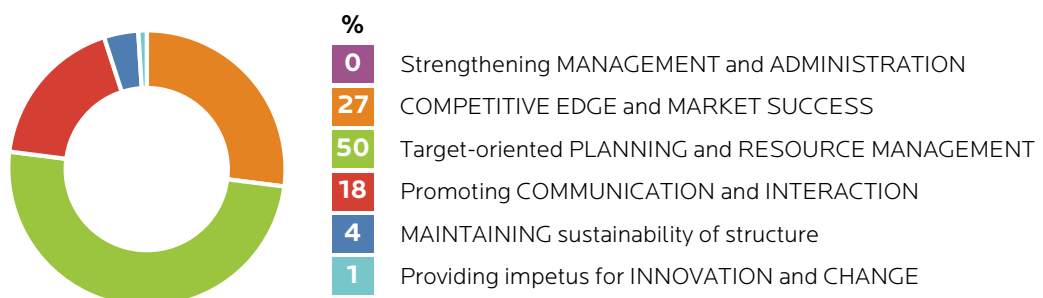 %
0 Strengthening MANAGEMENT and ADMINISTRATION
27 COMPETITIVE EDGE and MARKET SUCCESS
50 Target-oriented PLANNING and RESOURCE MANAGEMENT
18 Promoting COMMUNICATION and INTERACTION
4 MAINTAINING sustainability of structure
1 Providing impetus for INNOVATION and CHANGE